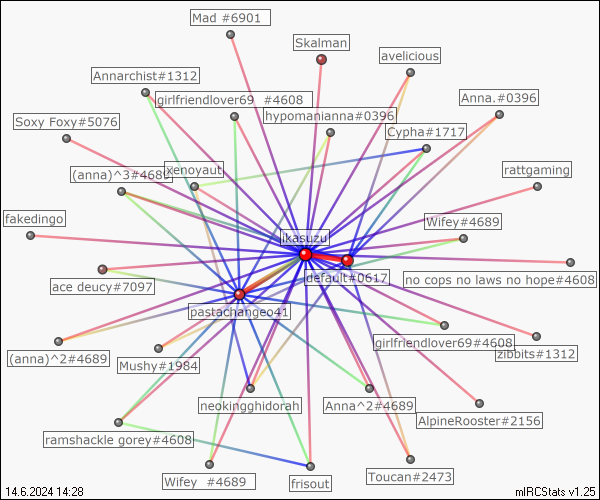 Mad #6901
Skalman
avelicious
Annarchist#1312
girlfriendlover69 #4608
Anna.#0396
hypomanianna#0396
Soxy Foxy#5076
Cypha#1717
xenoyaut
(anna)^3#4689
rattgaming
fakedingo
Wifey#4689
ikasuzu
default#0617
no cops no laws no hope#4608
ace deucy#7097
pastachangeo41
girlfriendlover69#4608
zibbits#1312
(anna)^2#4689
Mushy#1984
neokingghidorah
Anna^2#4689
AlpineRooster#2156
ramshackle gorey#4608
Wifey #4689
frisout
Toucan#2473
14.6.2024 14:28
mIRCStats v1.25